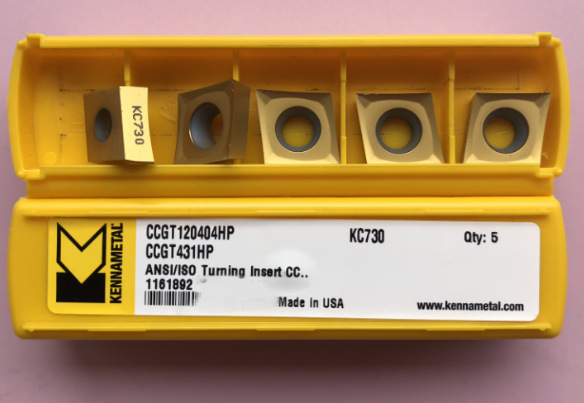 KC730
KENNAMETAL
CCGT120404HP KC730 Qty: 5
CCGT431HP
ANSI/ISO Turning Insert CC..
1161892
Made in USA www.kennametal.com